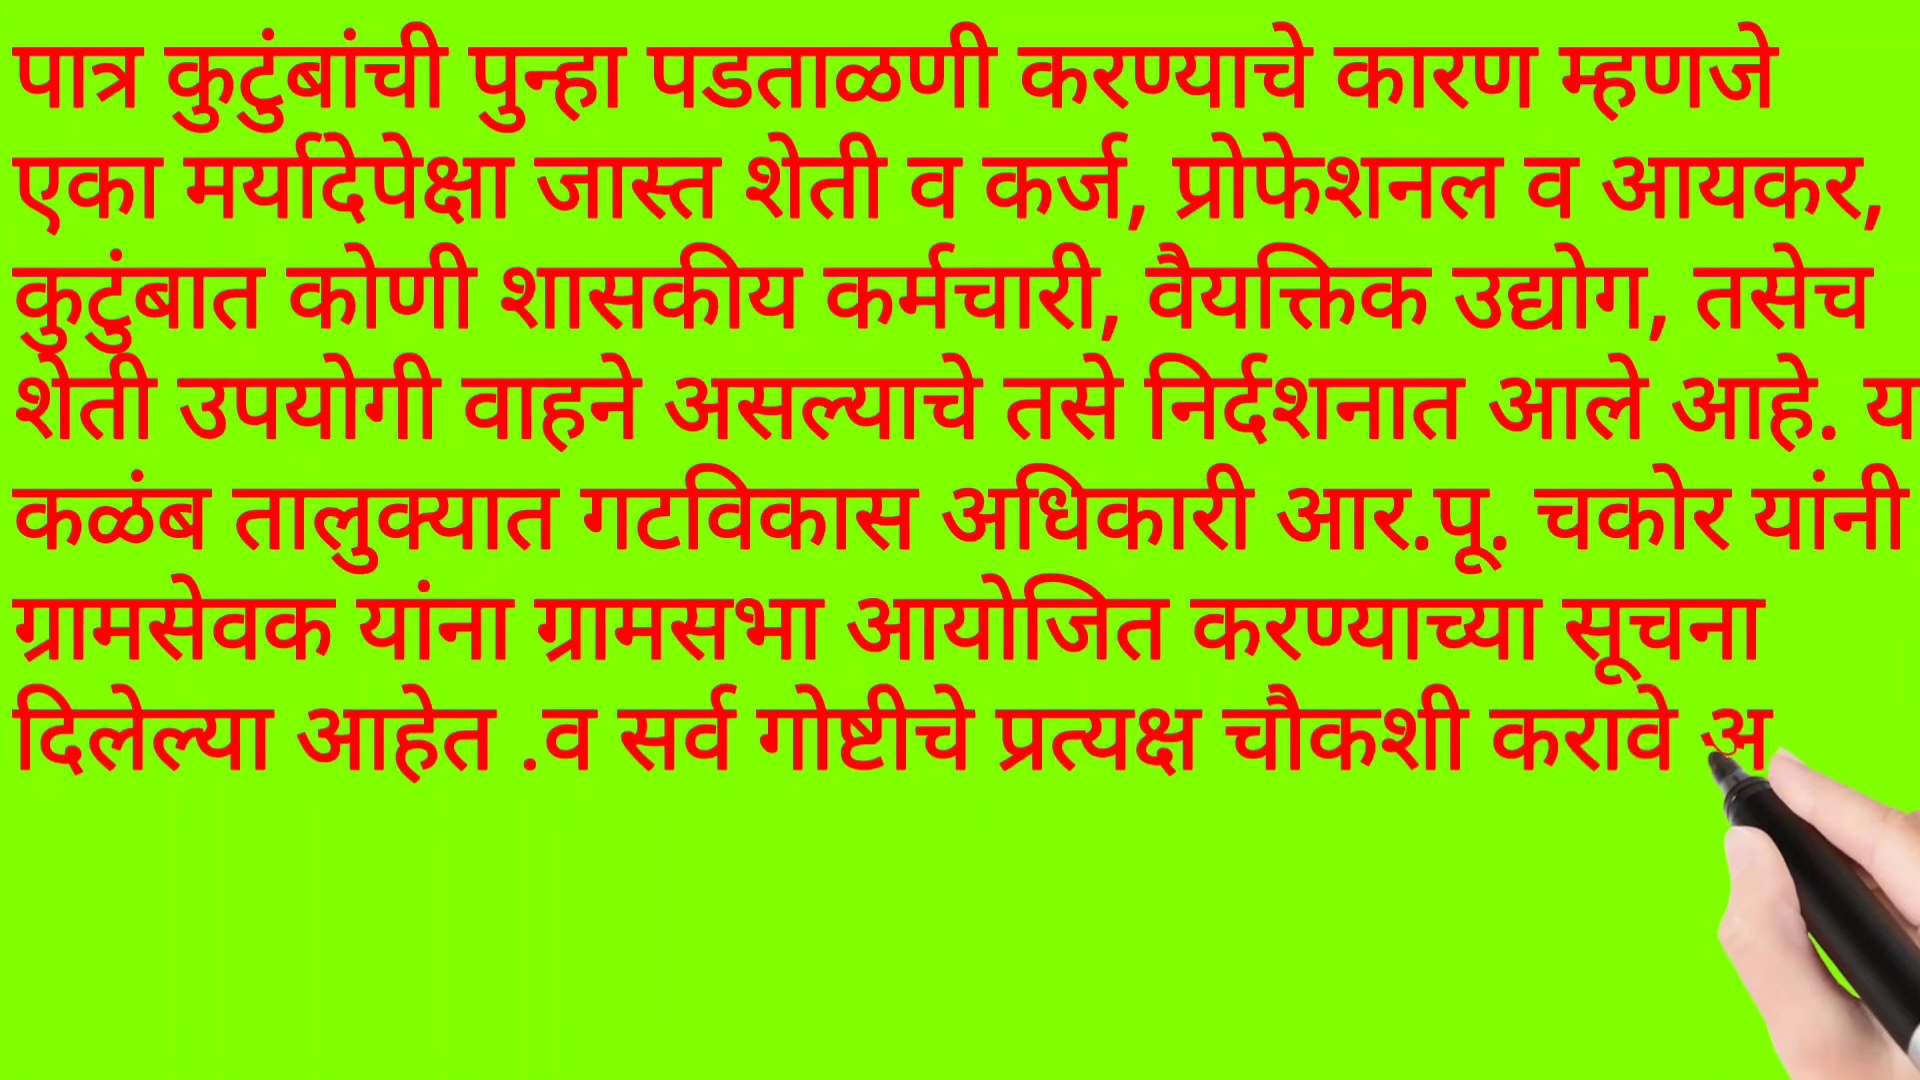 पात्र कुटुंबांची पुन्हा पडताळणी करण्याचे कारण म्हणजे
एका मर्यादेपेक्षा जास्त शेती व कर्ज, प्रोफेशनल व आयकर,
कुटुंबात कोणी शासकीय कर्मचारी, वैयक्तिक उद्योग, तसेच
शेती उपयोगी वाहने असल्याचे तसे निर्दशनात आले आहे.
कळंब तालुक्यात गटविकास अधिकारी आर.पू. चकोर यांनी
ग्रामसेवक यांना ग्रामसभा आयोजित करण्याच्या सूचना
दिलेल्या आहेत .व सर्व गोष्टीचे प्रत्यक्ष चौकशी करावे